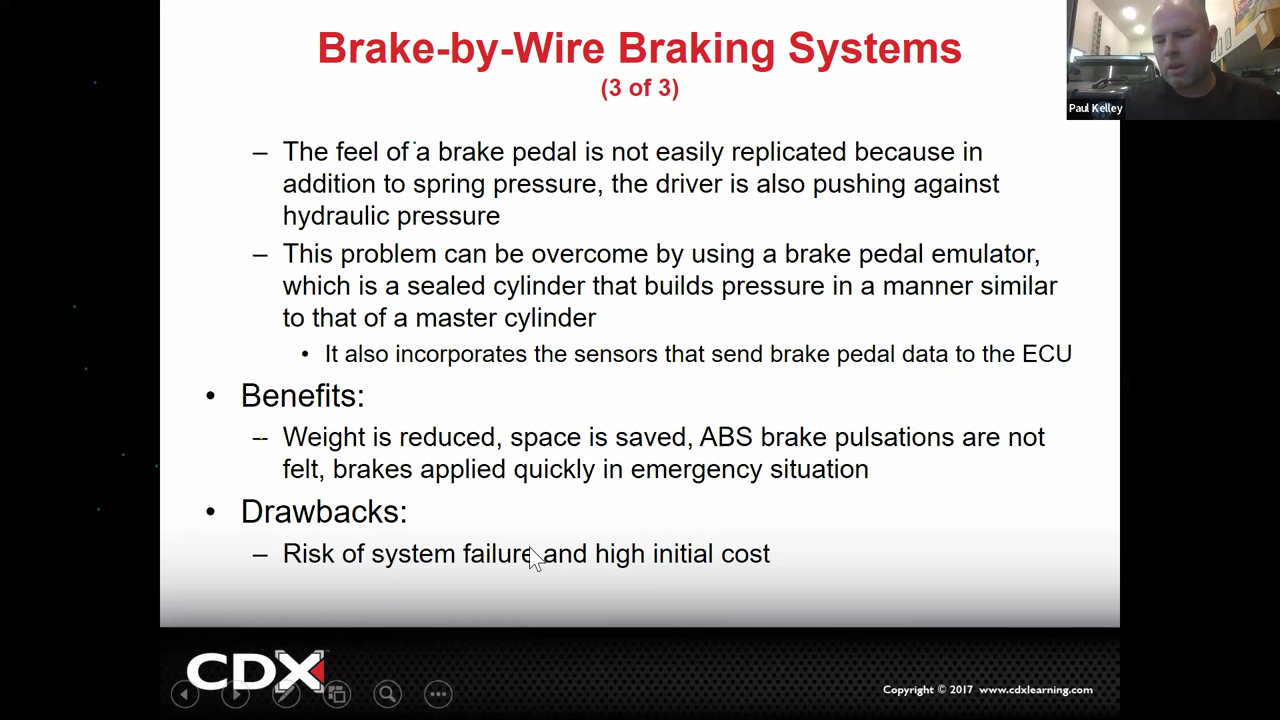 Brake-by-Wire Braking Systems
(3 of 3)
Paul Kelley
– The feel of a brake pedal is not easily replicated because in
addition to spring pressure, the driver is also pushing against
hydraulic pressure
– This problem can be overcome by using a brake pedal emulator,
which is a sealed cylinder that builds pressure in a manner similar
to that of a master cylinder
• It also incorporates the sensors that send brake pedal data to the ECU
• Benefits:
– Weight is reduced, space is saved, ABS brake pulsations are not
felt, brakes applied quickly in emergency situation
• Drawbacks:
– Risk of system failure and high initial cost
CDX
Copyright © 2017 www.cdxlearning.com